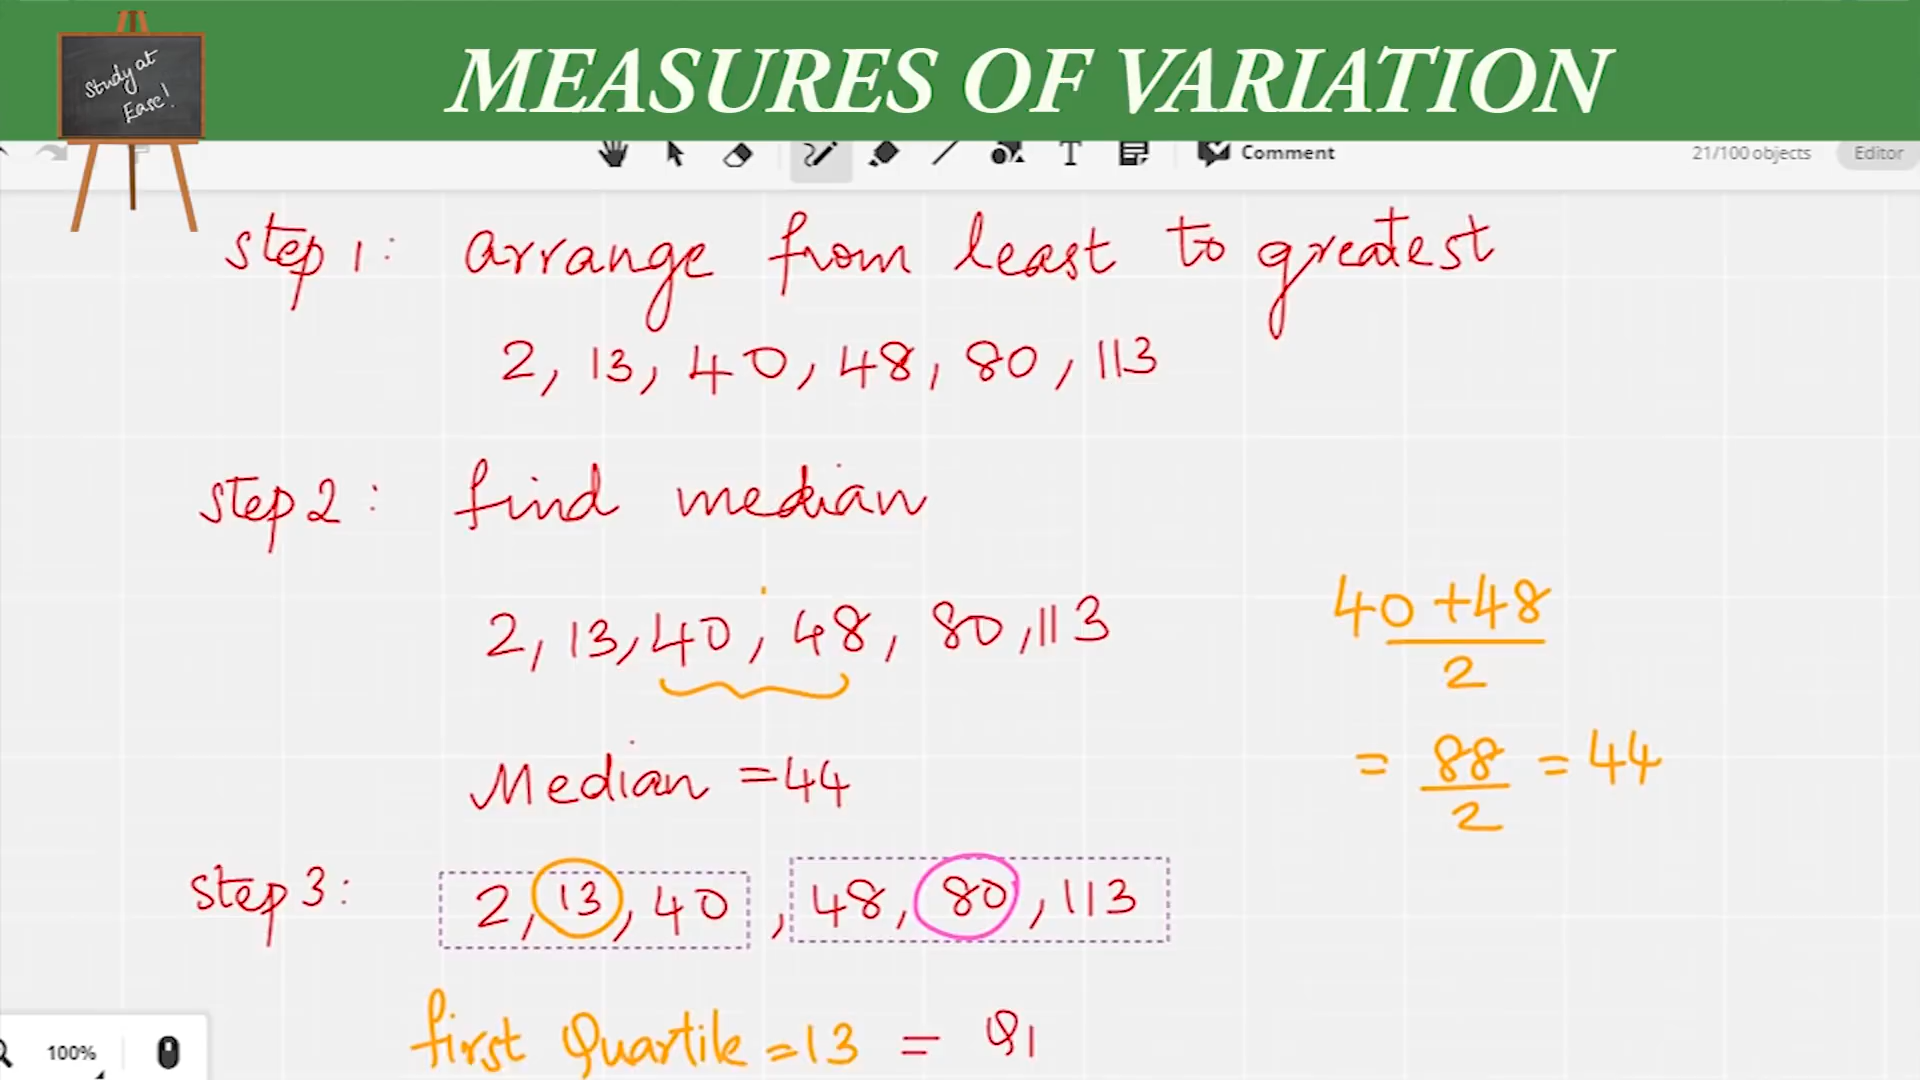 Study at
Ease!
MEASURES OF VARIATION
T
Comment
21/100 objects
Editor
Step 1: arrange from least to greatest
2, 13, 40, 48, 80, 113
Step 2: find median
2, 13, 40, 48, 80, 113
40 + 48
2
Median = 44
= 88 = 44
2
Step 3: 2, 13, 40, 48, 80, 113
100%
first Quartile = 13 = Q1